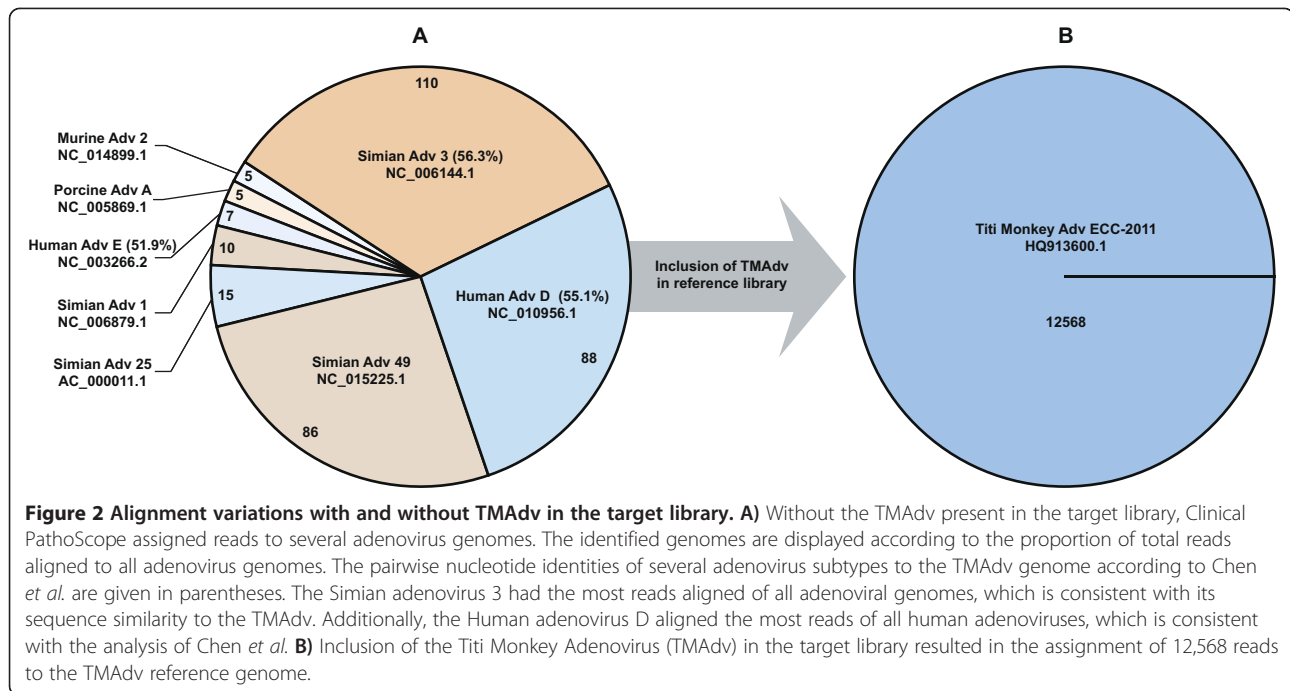 A
B
110
Simian Adv 3 (56.3%)
NC_006144.1
Murine Adv 2
NC_014899.1
5
Porcine Adv A
NC_005869.1
5
Human Adv E (51.9%)
NC_003266.2
7
Simian Adv 1
NC_006879.1
10
Simian Adv 25
AC_000011.1
15
Simian Adv 49
NC_015225.1
86
Human Adv D (55.1%)
NC_010956.1
88
Inclusion of TMAdv
in reference library
Titi Monkey Adv ECC-2011
HQ913600.1
12568
Figure 2 Alignment variations with and without TMAdv in the target library. A) Without the TMAdv present in the target library, Clinical
PathoScope assigned reads to several adenovirus genomes. The identified genomes are displayed according to the proportion of total reads
aligned to all adenovirus genomes. The pairwise nucleotide identities of several adenovirus subtypes to the TMAdv genome according to Chen
et al. are given in parentheses. The Simian adenovirus 3 had the most reads aligned of all adenoviral genomes, which is consistent with its
sequence similarity to the TMAdv. Additionally, the Human adenovirus D aligned the most reads of all human adenoviruses, which is consistent
with the analysis of Chen et al. B) Inclusion of the Titi Monkey Adenovirus (TMAdv) in the target library resulted in the assignment of 12,568 reads
to the TMAdv reference genome.